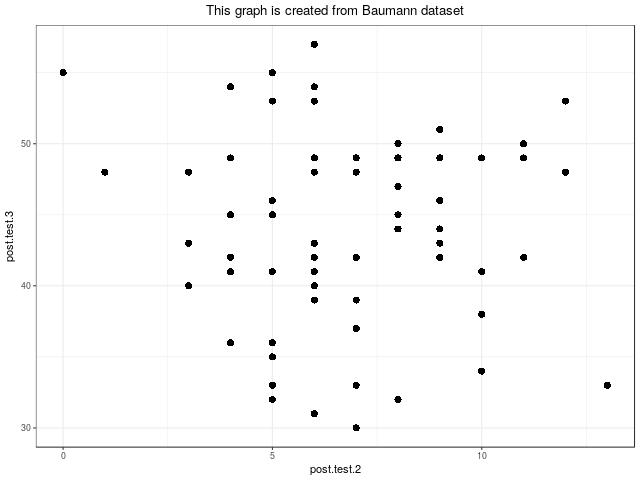 This graph is created from Baumann dataset
post.test.3
50
40
30
0 5 10
post.test.2